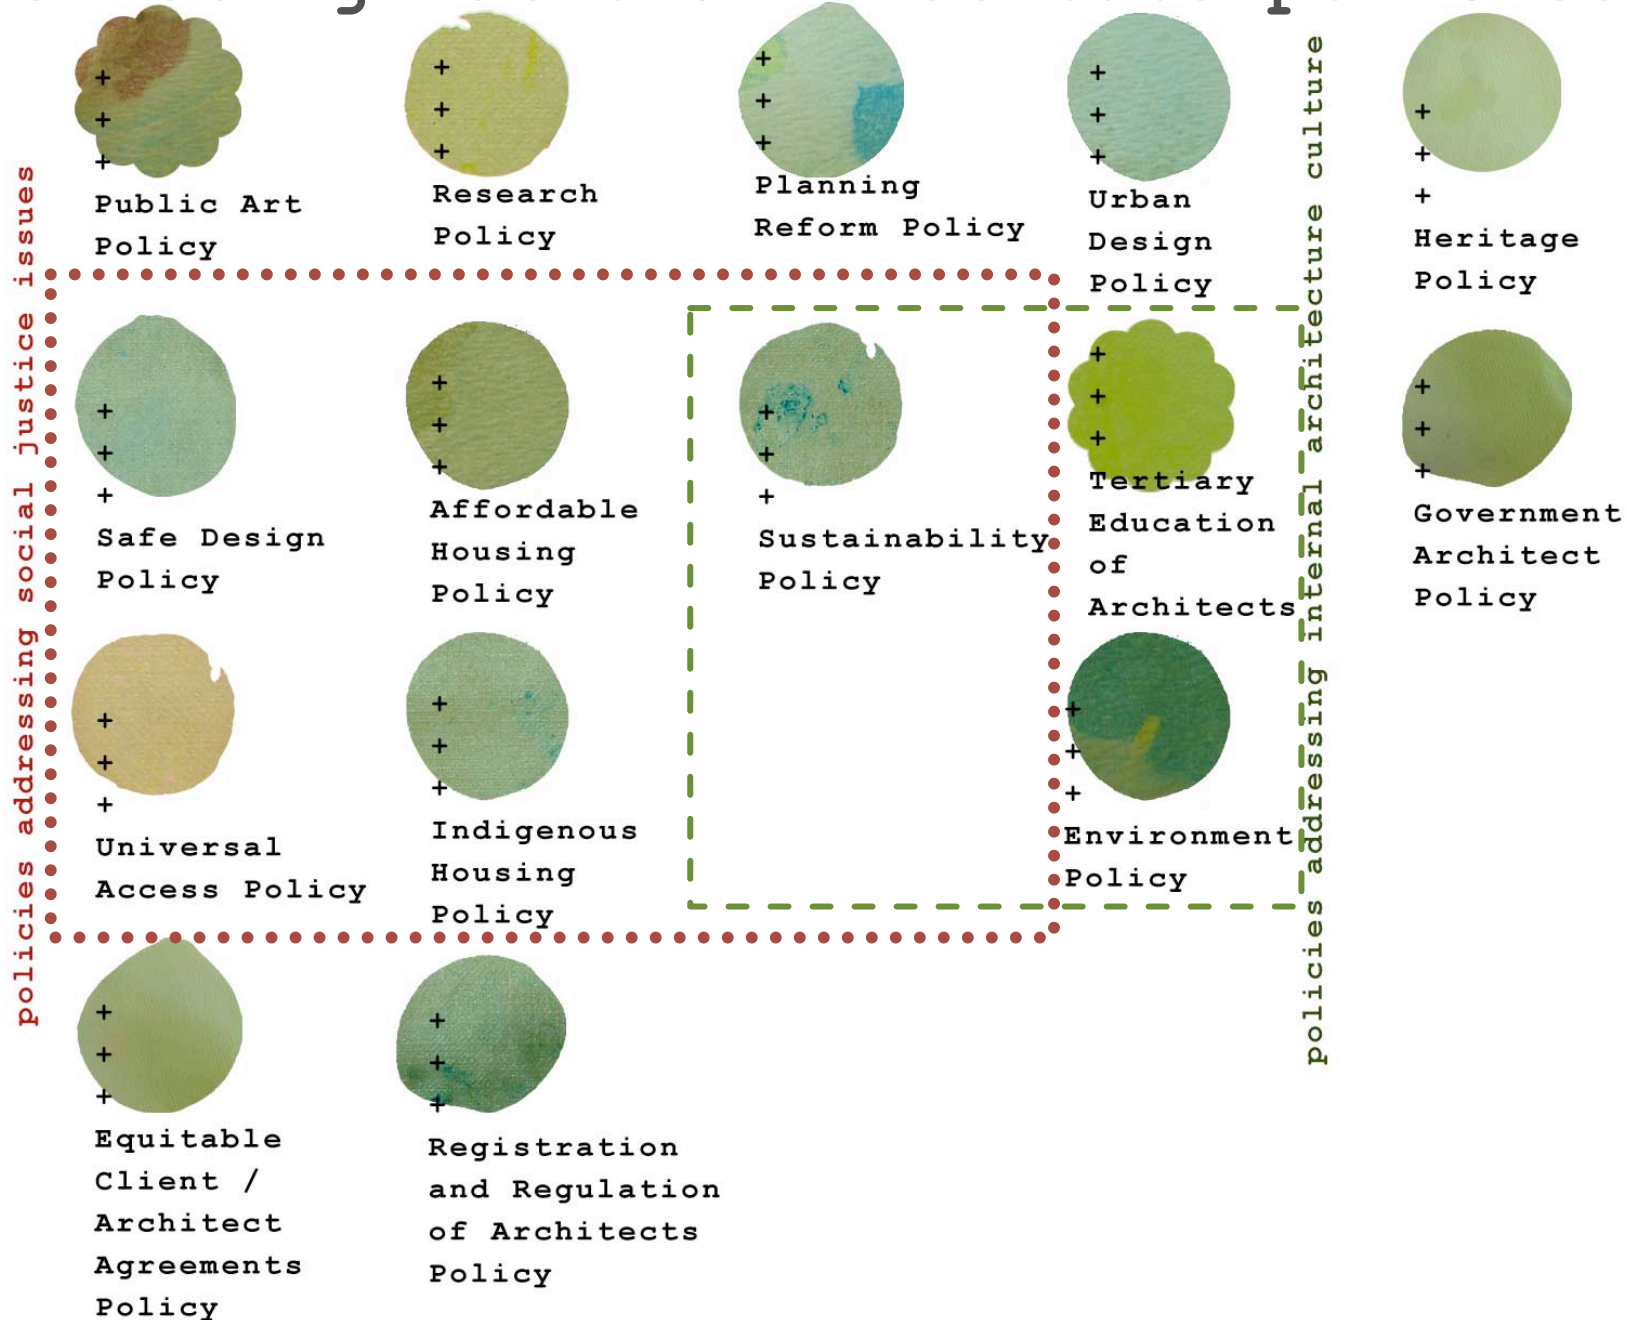 policies addressing social justice issues
+
+
+
Public Art
Policy
+
+
+
Research
Policy
+
+
+
Planning
Reform Policy
+
+
+
Urban
Design
Policy
+
+
+
Heritage
Policy
+
+
+
Safe Design
Policy
+
+
+
Affordable
Housing
Policy
+
+
+
Sustainability
Policy
+
+
+
Tertiary
Education
of
Architects
+
+
+
Government
Architect
Policy
+
+
+
Universal
Access Policy
+
+
+
Indigenous
Housing
Policy
+
+
+
Environment
Policy
policies addressing internal architecture culture
+
+
+
Equitable
Client /
Architect
Agreements
Policy
+
+
+
Registration
and Regulation
of Architects
Policy